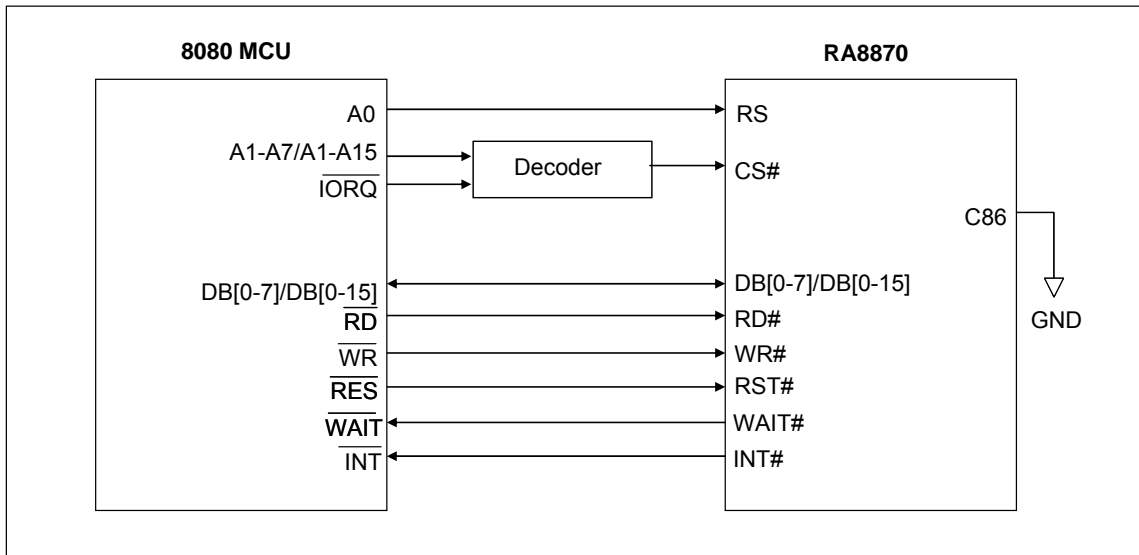 8080 MCU
RA8870
A0
RS
A1-A7/A1-A15
IORQ
Decoder
CS#
C86
DB[0-7]/DB[0-15]
DB[0-7]/DB[0-15]
RD
RD#
GND
WR
WR#
RES
RST#
WAIT
WAIT#
INT
INT#